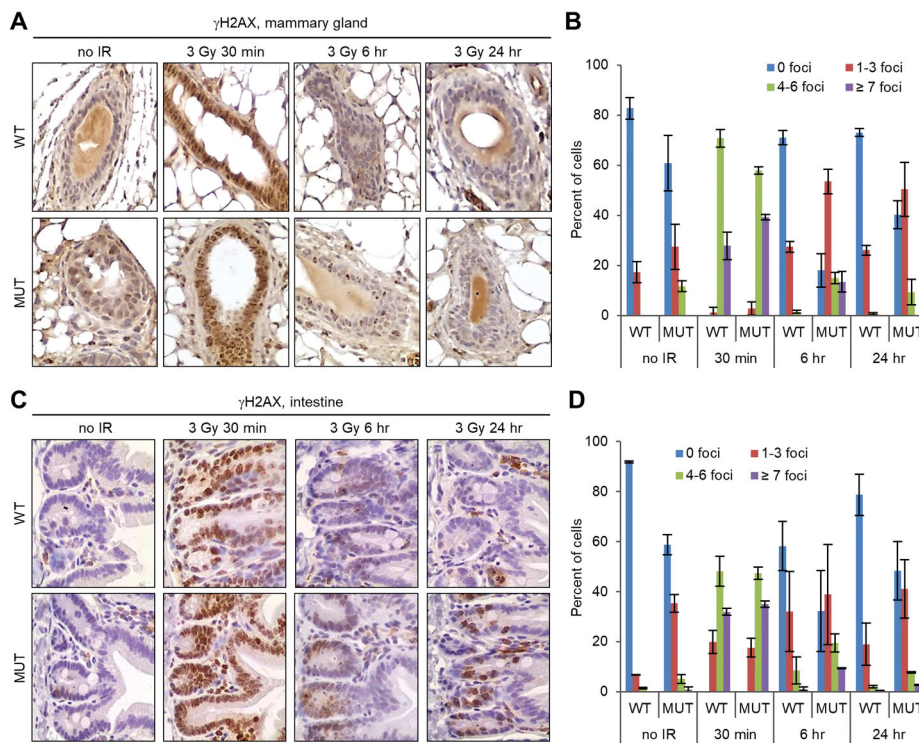 A
γH2AX, mammary gland
no IR
3 Gy 30 min
3 Gy 6 hr
3 Gy 24 hr
WT
MUT
B
0 foci
1-3 foci
4-6 foci
≥ 7 foci
Percent of cells
100
80
60
40
20
0
WT MUT WT MUT WT MUT WT MUT
no IR 30 min 6 hr 24 hr
C
γH2AX, intestine
no IR
3 Gy 30 min
3 Gy 6 hr
3 Gy 24 hr
WT
MUT
D
0 foci
1-3 foci
4-6 foci
≥ 7 foci
Percent of cells
100
80
60
40
20
0
WT MUT WT MUT WT MUT WT MUT
no IR 30 min 6 hr 24 hr